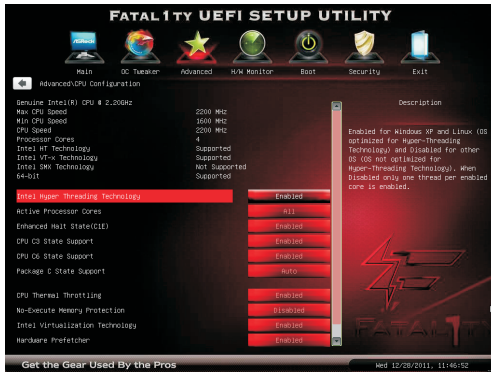 FATAL1TY UEFI SETUP UTILITY
ASRock
Main OC Tweaker Advanced H/W Monitor Boot Security Exit
Advanced\CPU Configuration
Genuine Intel(R) CPU @ 2.20GHz
Max CPU Speed 2200 MHz
Min CPU Speed 1600 MHz
CPU Speed 2200 MHz
Processor Cores 4
Intel HT Technology Supported
Intel VT-x Technology Supported
Intel SMX Technology Not Supported
64-bit Supported
Intel Hyper Threading Technology Enabled
Active Processor Cores All
Enhanced Halt State(C1E) Enabled
CPU C3 State Support Enabled
CPU C6 State Support Enabled
Package C State Support Auto
CPU Thermal Throttling Enabled
No-Execute Memory Protection Disabled
Intel Virtualization Technology Enabled
Hardware Prefetcher Enabled
Description
Enabled for Windows XP and Linux (OS
optimized for Hyper-Threading
Technology) and Disabled for other
OS (OS not optimized for
Hyper-Threading Technology). When
Disabled only one thread per enabled
core is enabled.
FATAL1TY
Get the Gear Used By the Pros
Wed 12/28/2011, 11:46:52